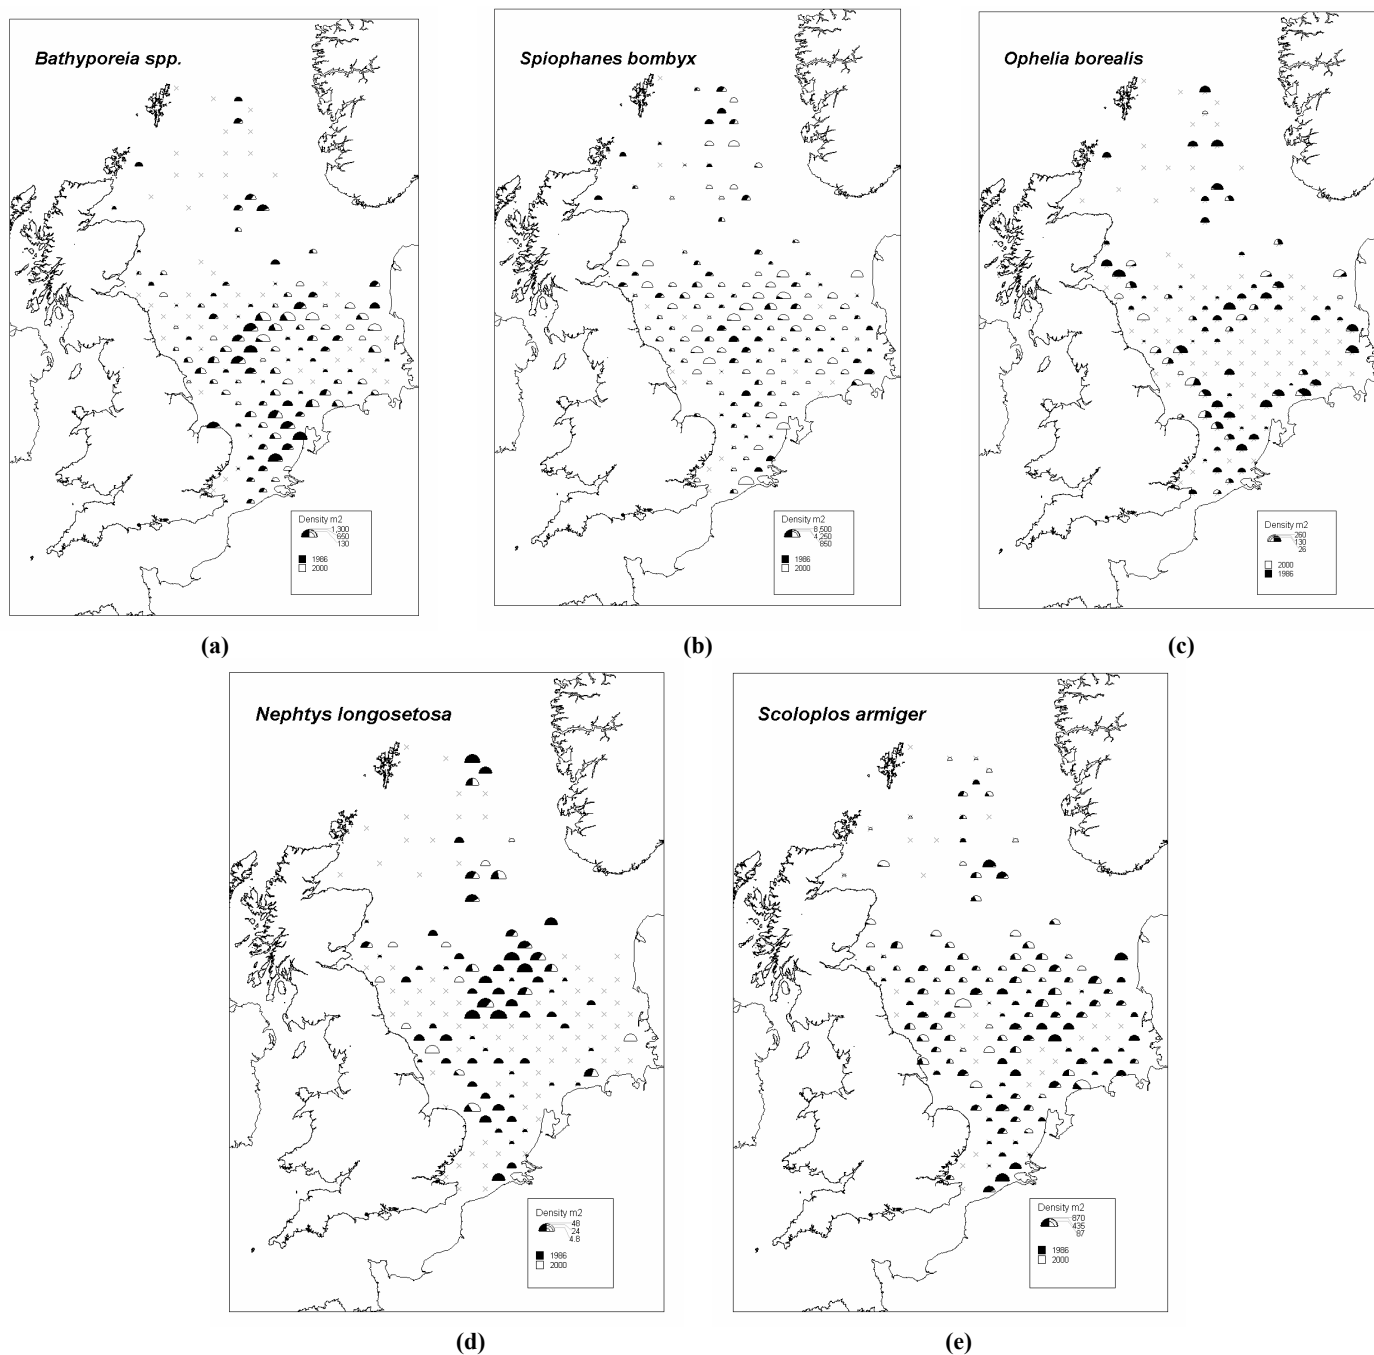 Bathyporeia spp.
Density m2
1,300
650
130
1986
2000
(a)
Spiophanes bombyx
Density m2
8,500
4,250
850
1986
2000
(b)
Ophelia borealis
Density m2
260
130
26
2000
1986
(c)
Nephtys longosetosa
Density m2
48
24
4.8
1986
2000
(d)
Scoloplos armiger
Density m2
870
435
87
1986
2000
(e)